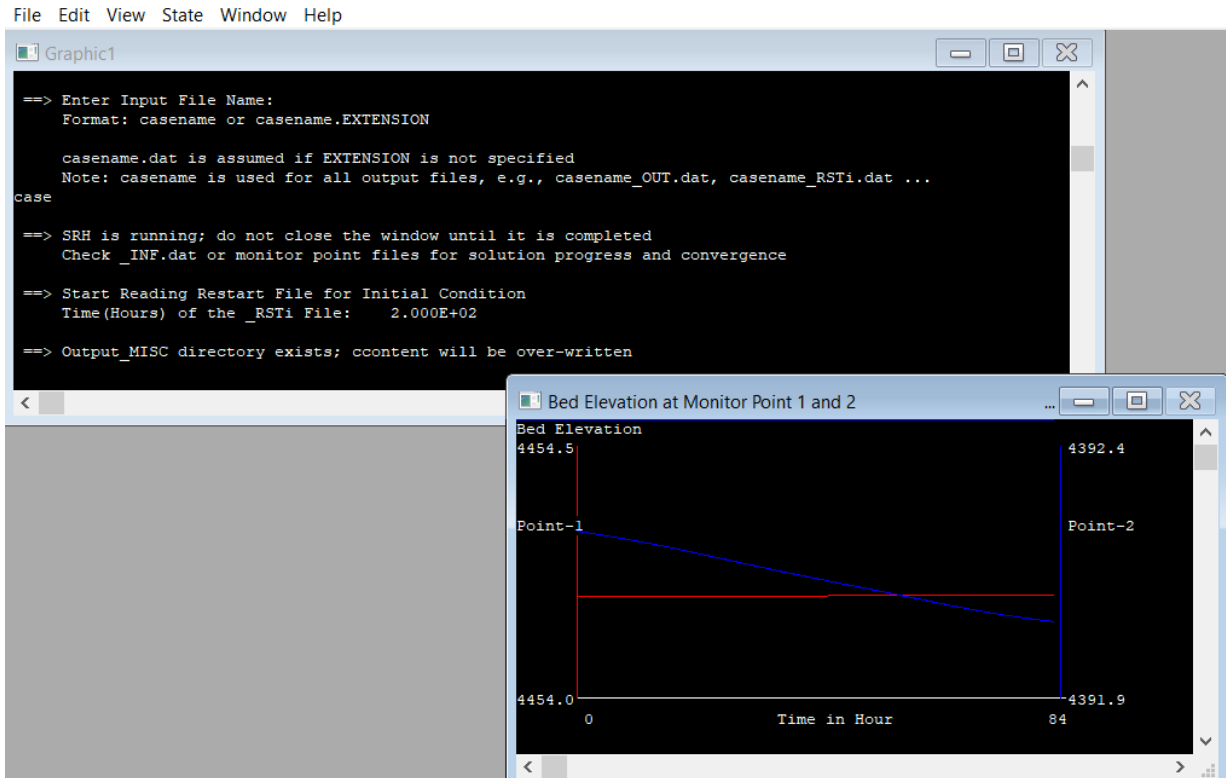 File Edit View State Window Help
Graphic1
==> Enter Input File Name:
Format: casename or casename.EXTENSION
casename.dat is assumed if EXTENSION is not specified
Note: casename is used for all output files, e.g., casename_OUT.dat, casename_RSTi.dat ...
case
==> SRH is running; do not close the window until it is completed
Check _INF.dat or monitor point files for solution progress and convergence
==> Start Reading Restart File for Initial Condition
Time(Hours) of the _RSTi File: 2.000E+02
==> Output_MISC directory exists; ccontent will be over-written
Bed Elevation at Monitor Point 1 and 2 ...
Bed Elevation
4454.5 4392.4
Point-1 Point-2
4454.0 4391.9
0 Time in Hour 84